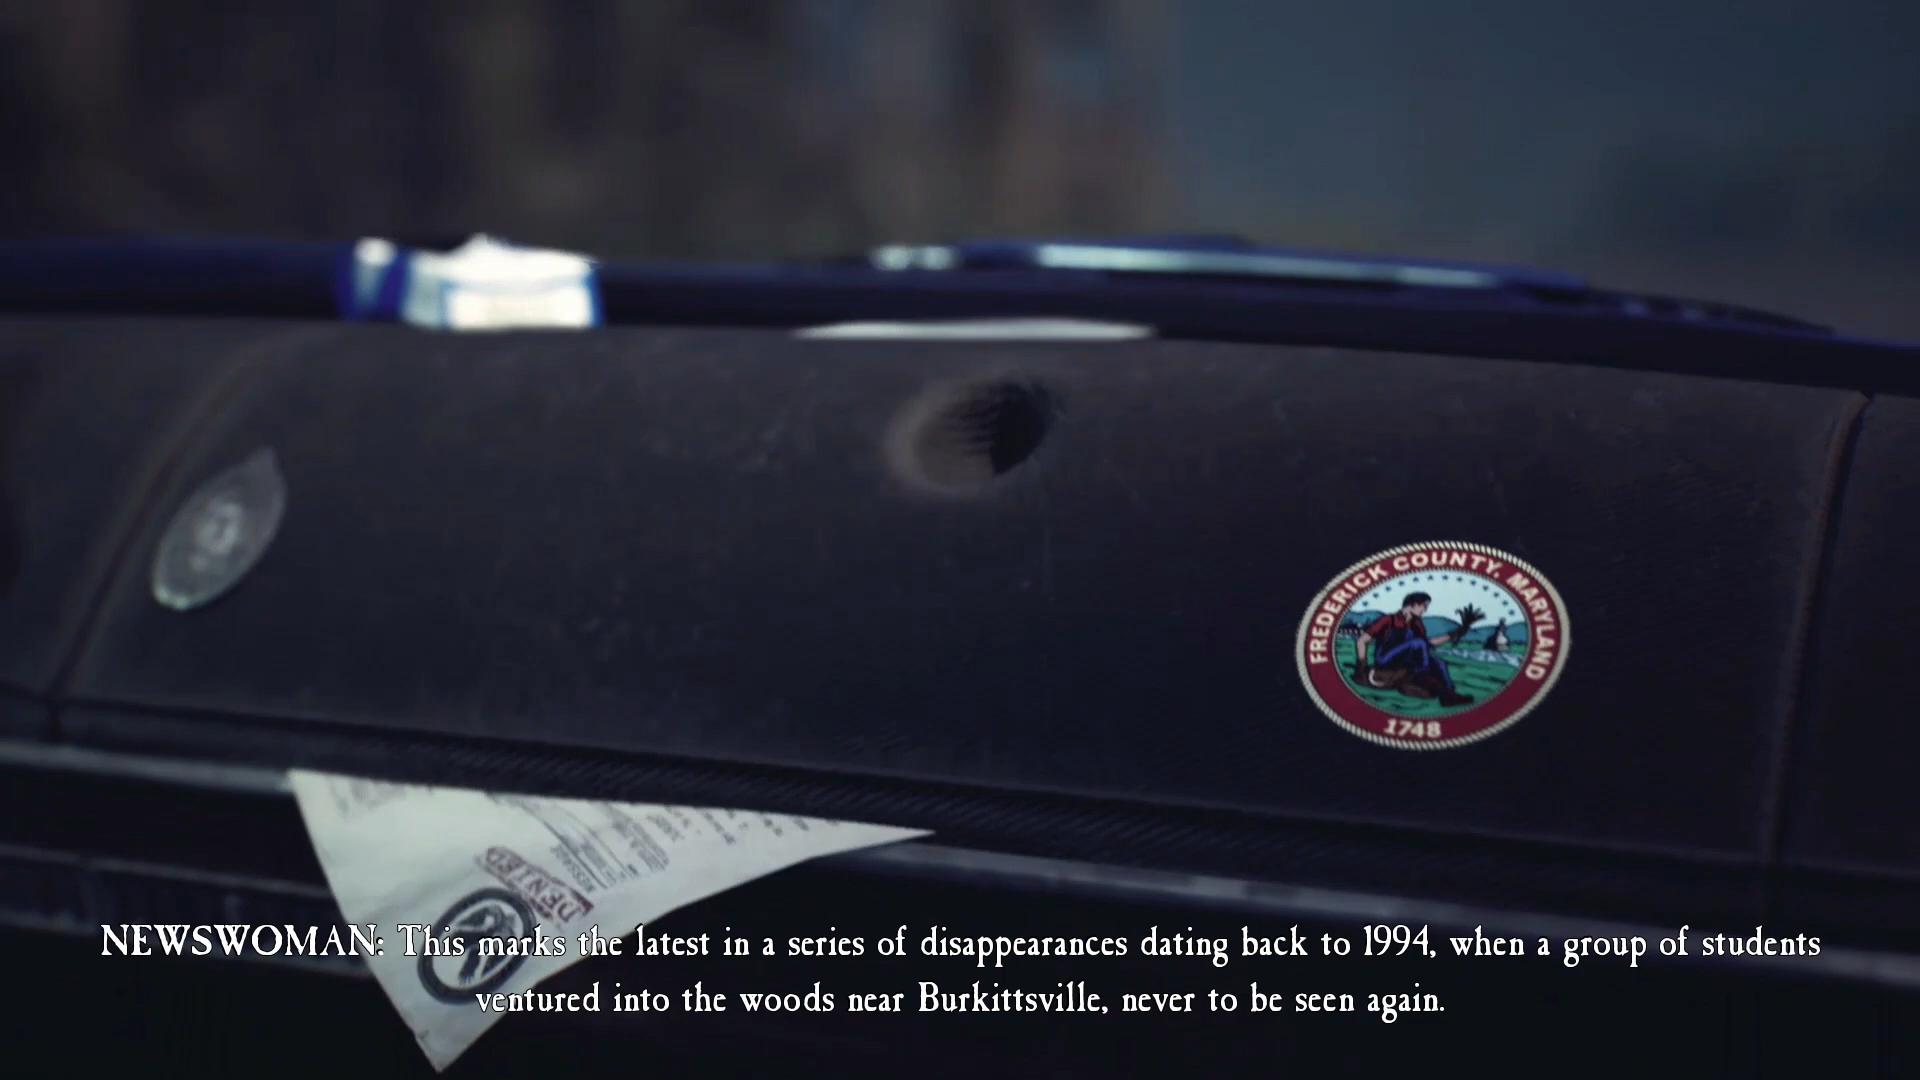 FREDERICK COUNTY, MARYLAND
1748
DENIED
MESSAGE
NEWSWOMAN: This marks the latest in a series of disappearances dating back to 1994, when a group of students
ventured into the woods near Burkittsville, never to be seen again.